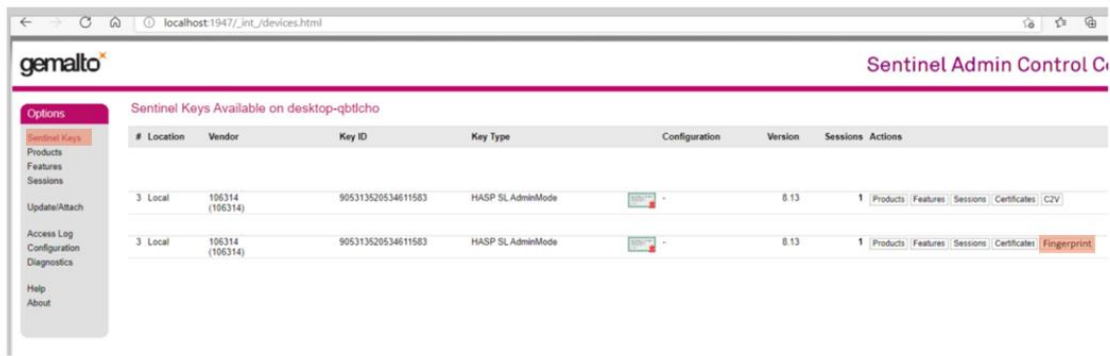 localhost:1947/_int_/devices.html
gemalto
Sentinel Admin Control C
Options
Sentinel Keys
Products
Features
Sessions
Update/Attach
Access Log
Configuration
Diagnostics
Help
About
Sentinel Keys Available on desktop-qbtlcho
# Location Vendor Key ID Key Type Configuration Version Sessions Actions
3 Local 106314 905313520534611583 HASP SL AdminMode - 8.13 1 Products Features Sessions Certificates C2V
(106314)
3 Local 106314 905313520534611583 HASP SL AdminMode - 8.13 1 Products Features Sessions Certificates Fingerprint
(106314)